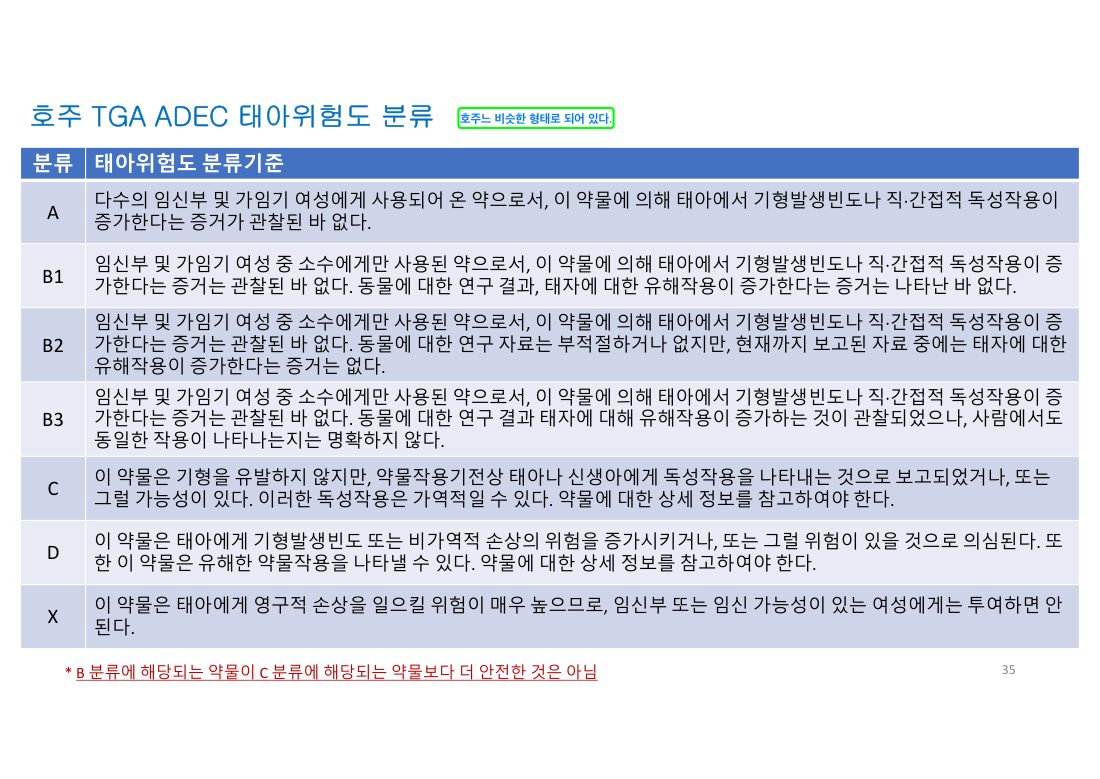 호주 TGA ADEC 태아위험도 분류
호주느 비슷한 형태로 되어 있다.
분류 태아위험도 분류기준
A 다수의 임신부 및 가임기 여성에게 사용되어 온 약으로서, 이 약물에 의해 태아에서 기형발생빈도나 직·간접적 독성작용이
증가한다는 증거가 관찰된 바 없다.
B1 임신부 및 가임기 여성 중 소수에게만 사용된 약으로서, 이 약물에 의해 태아에서 기형발생빈도나 직·간접적 독성작용이 증
가한다는 증거는 관찰된 바 없다. 동물에 대한 연구 결과, 태자에 대한 유해작용이 증가한다는 증거는 나타난 바 없다.
B2 임신부 및 가임기 여성 중 소수에게만 사용된 약으로서, 이 약물에 의해 태아에서 기형발생빈도나 직·간접적 독성작용이 증
가한다는 증거는 관찰된 바 없다. 동물에 대한 연구 자료는 부적절하거나 없지만, 현재까지 보고된 자료 중에는 태자에 대한
유해작용이 증가한다는 증거는 없다.
B3 임신부 및 가임기 여성 중 소수에게만 사용된 약으로서, 이 약물에 의해 태아에서 기형발생빈도나 직·간접적 독성작용이 증
가한다는 증거는 관찰된 바 없다. 동물에 대한 연구 결과 태자에 대해 유해작용이 증가하는 것이 관찰되었으나, 사람에서도
동일한 작용이 나타나는지는 명확하지 않다.
C 이 약물은 기형을 유발하지 않지만, 약물작용기전상 태아나 신생아에게 독성작용을 나타내는 것으로 보고되었거나, 또는
그럴 가능성이 있다. 이러한 독성작용은 가역적일 수 있다. 약물에 대한 상세 정보를 참고하여야 한다.
D 이 약물은 태아에게 기형발생빈도 또는 비가역적 손상의 위험을 증가시키거나, 또는 그럴 위험이 있을 것으로 의심된다. 또
한 이 약물은 유해한 약물작용을 나타낼 수 있다. 약물에 대한 상세 정보를 참고하여야 한다.
X 이 약물은 태아에게 영구적 손상을 일으킬 위험이 매우 높으므로, 임신부 또는 임신 가능성이 있는 여성에게는 투여하면 안
된다.
* B 분류에 해당되는 약물이 C 분류에 해당되는 약물보다 더 안전한 것은 아님
35